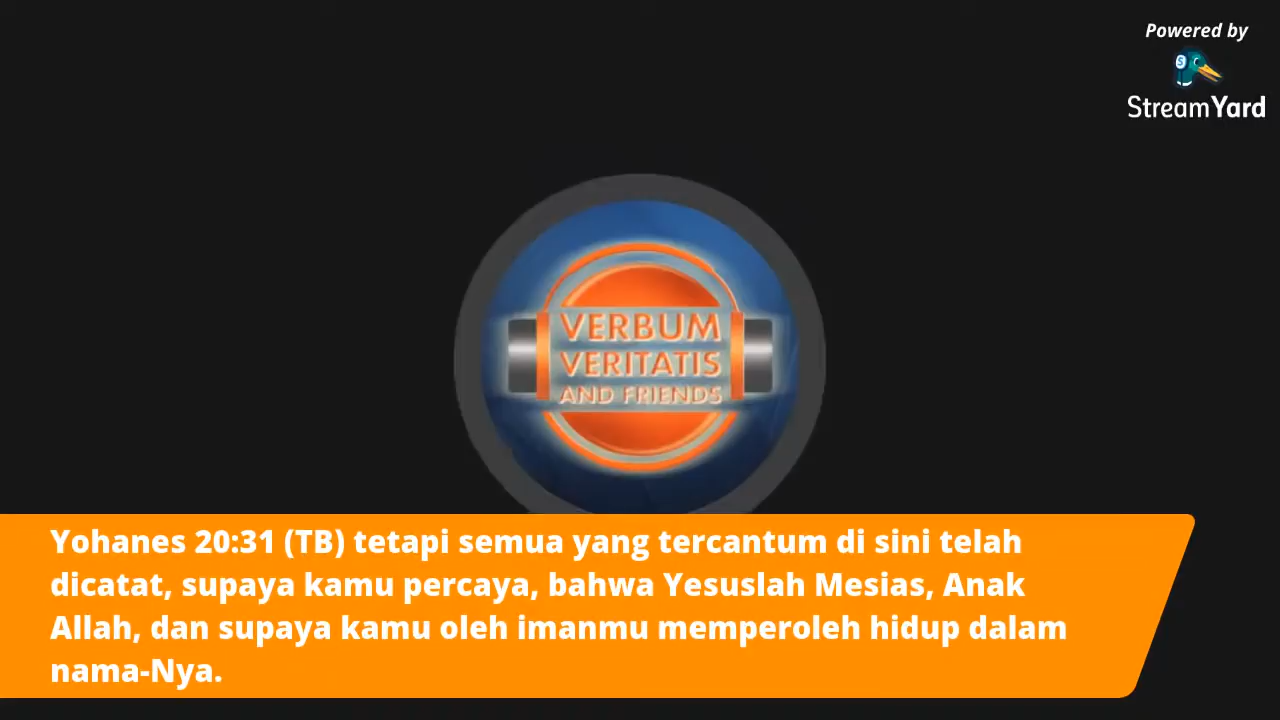 Powered by
StreamYard
VERBUM
VERITATIS
AND FRIENDS
Yohanes 20:31 (TB) tetapi semua yang tercantum di sini telah
dicatat, supaya kamu percaya, bahwa Yesuslah Mesias, Anak
Allah, dan supaya kamu oleh imanmu memperoleh hidup dalam
nama-Nya.